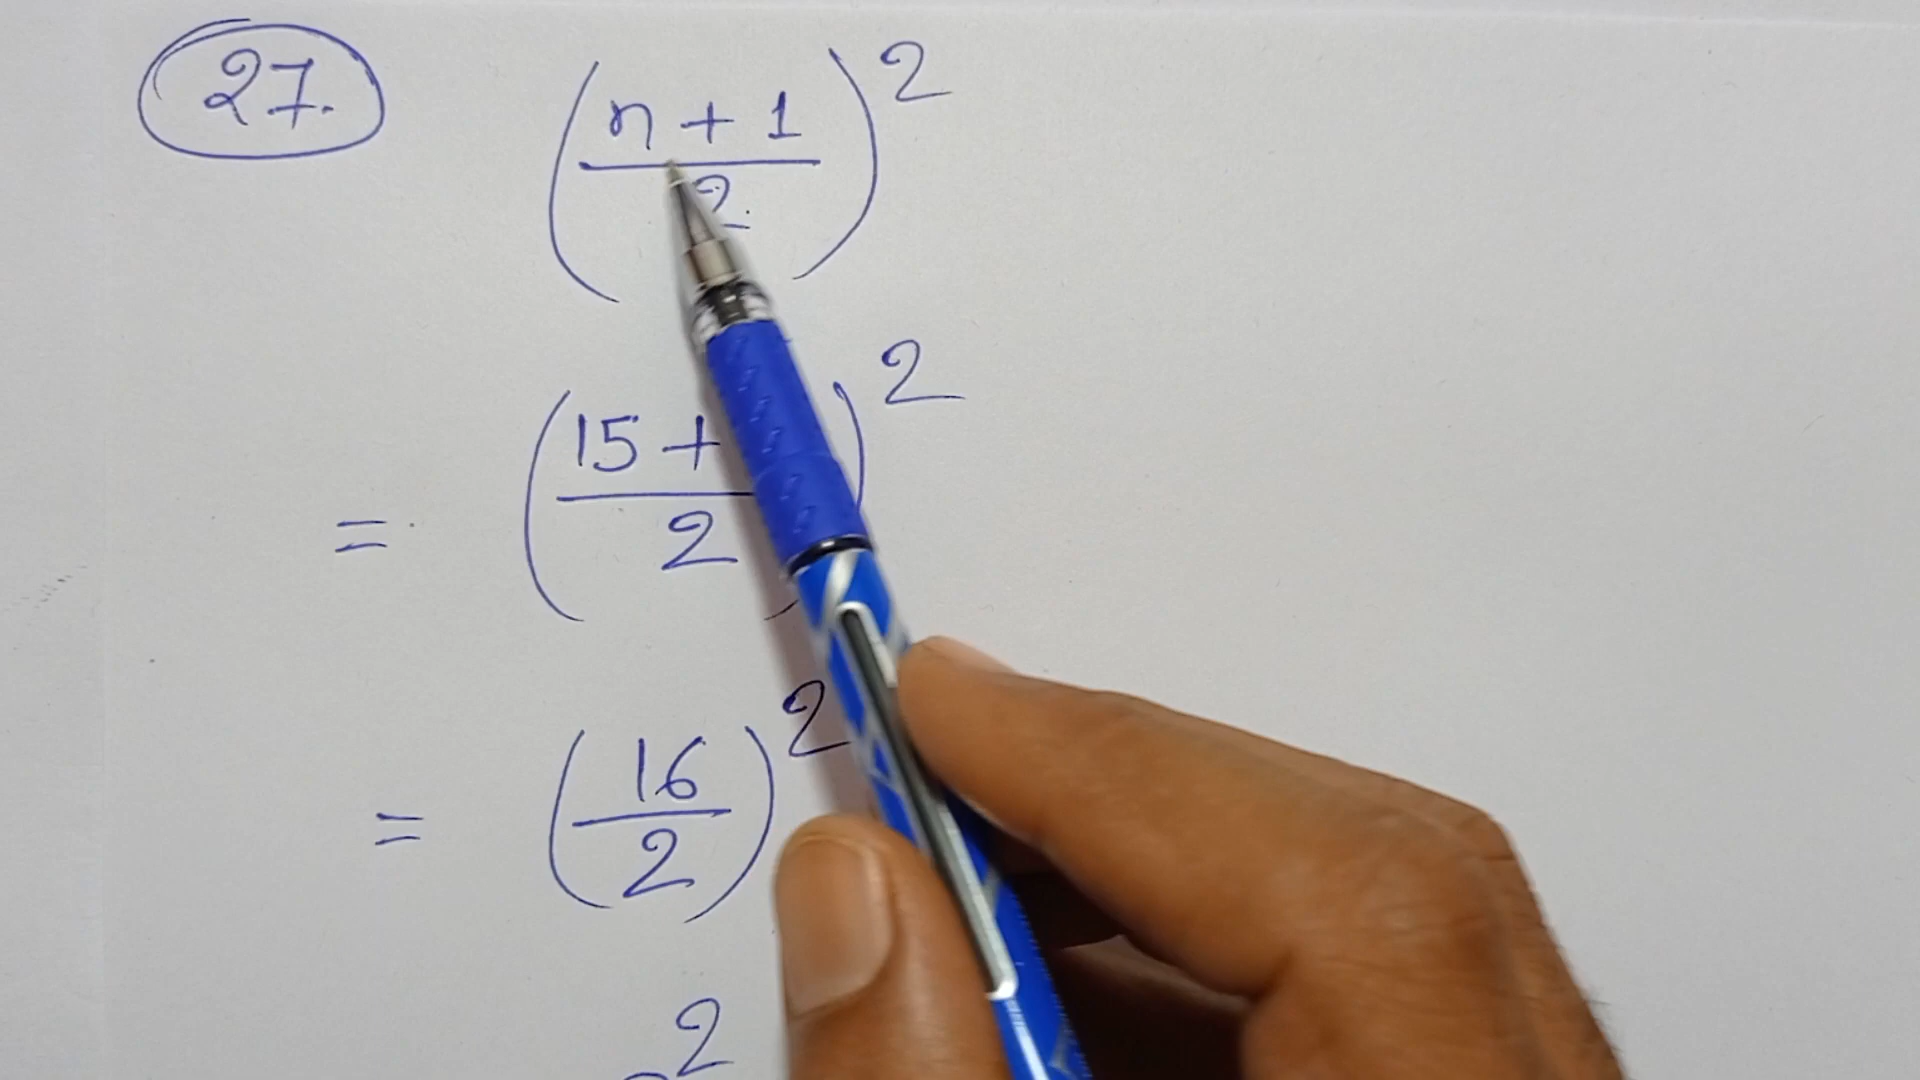 27.
(n + 1 / 2)²
= (15 + / 2)²
= (16 / 2)²
2